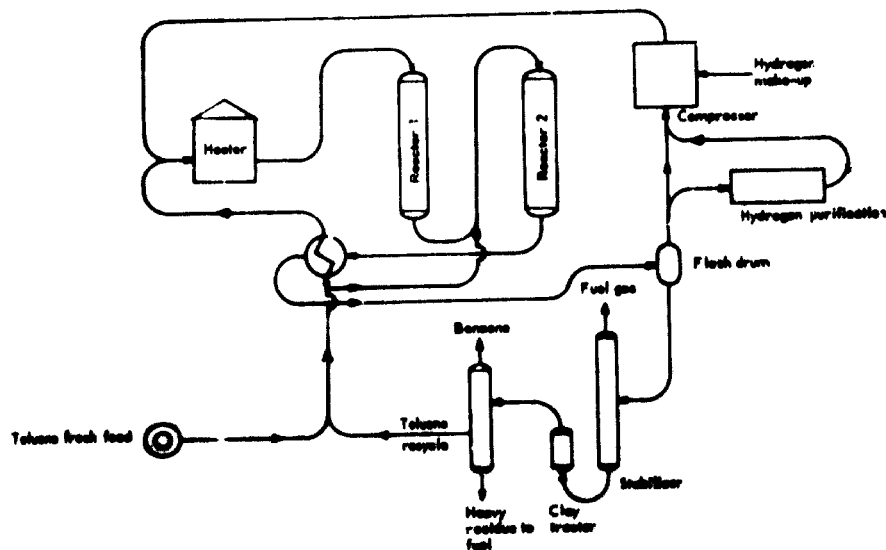 Hydrogen
make-up
Compressor
Heater
Reactor 1
Reactor 2
Hydrogen purification
Flash drum
Fuel gas
Benzene
Toluene fresh feed
Toluene
recycle
Stabilizer
Heavy
residue to
fuel
Clay
treater